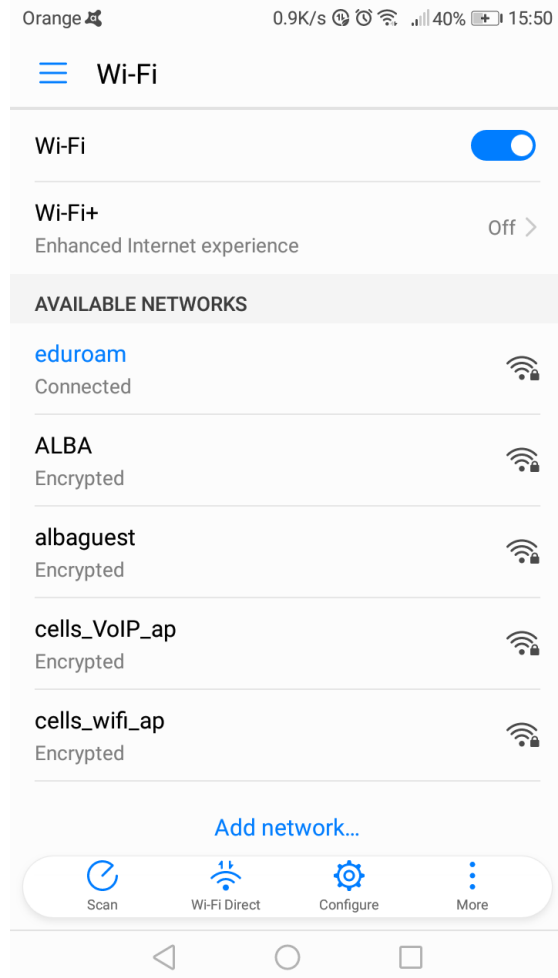 Orange 0.9K/s 40% 15:50
Wi-Fi
Wi-Fi
Wi-Fi+
Off
Enhanced Internet experience
AVAILABLE NETWORKS
eduroam
Connected
ALBA
Encrypted
albaguest
Encrypted
cells_VoIP_ap
Encrypted
cells_wifi_ap
Encrypted
Add network...
Scan Wi-Fi Direct Configure More